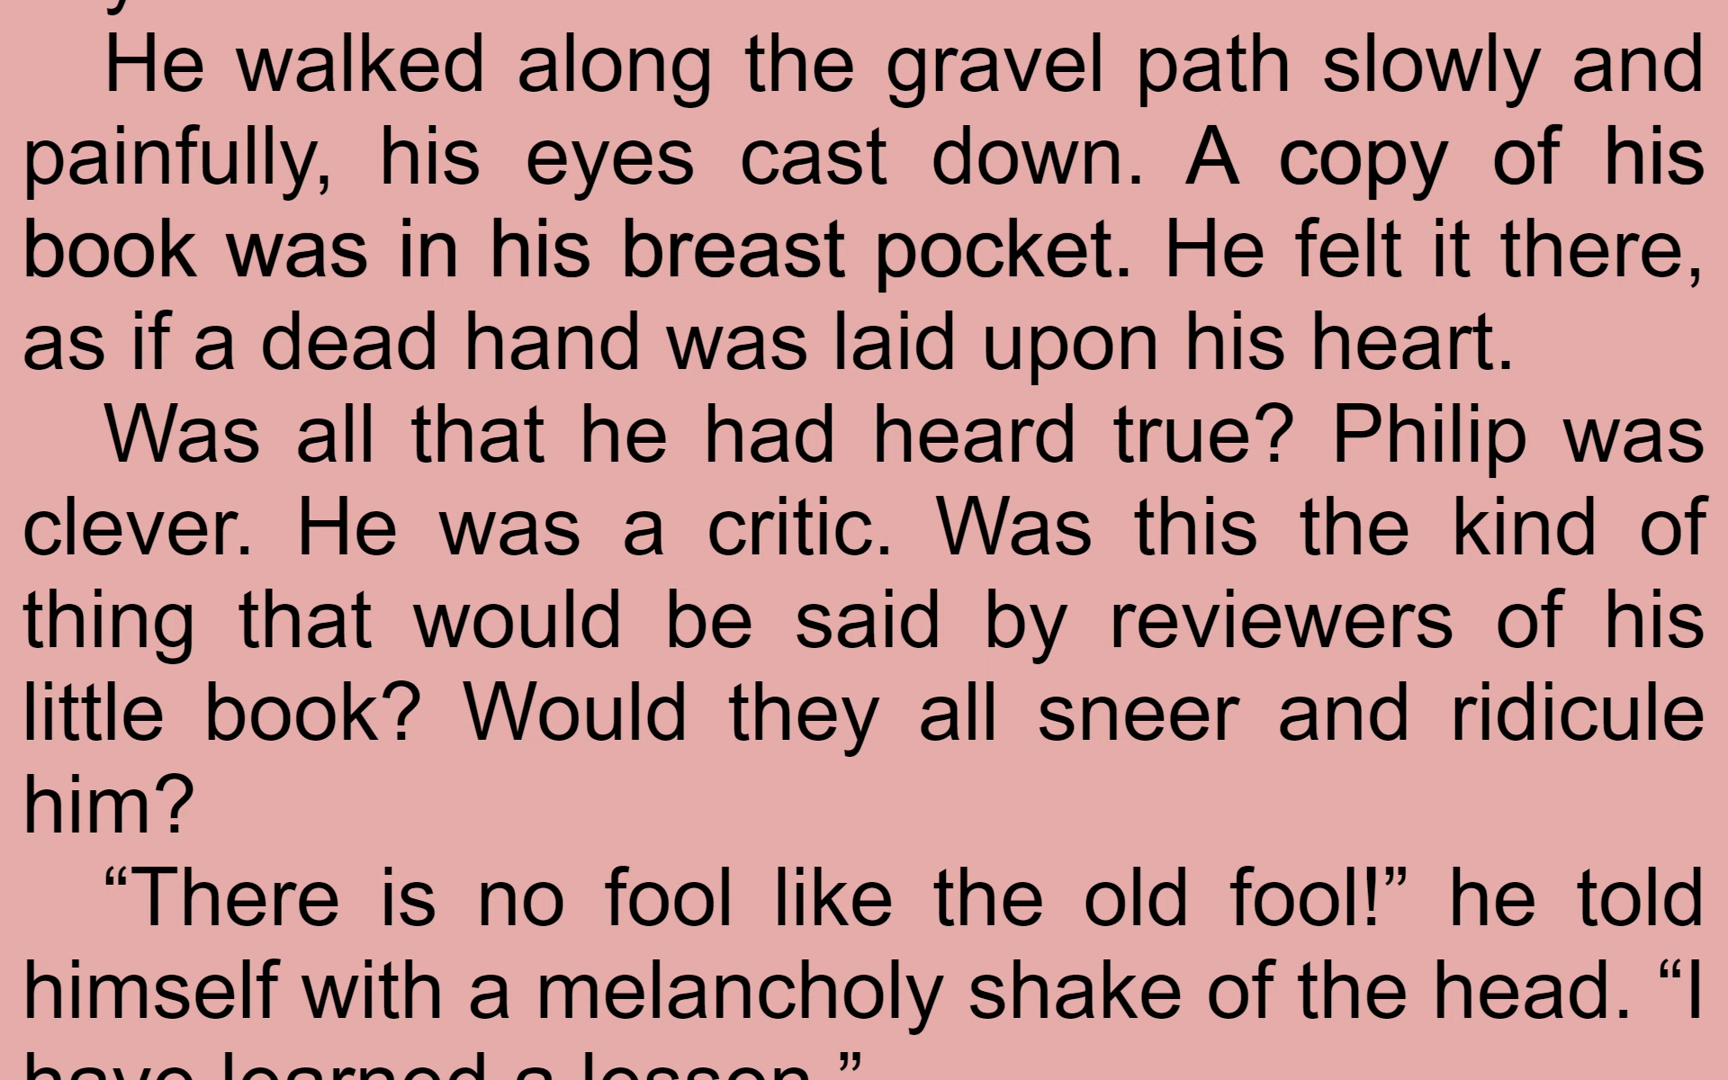 He walked along the gravel path slowly and
painfully, his eyes cast down. A copy of his
book was in his breast pocket. He felt it there,
as if a dead hand was laid upon his heart.
Was all that he had heard true? Philip was
clever. He was a critic. Was this the kind of
thing that would be said by reviewers of his
little book? Would they all sneer and ridicule
him?
“There is no fool like the old fool!” he told
himself with a melancholy shake of the head. “I
have learned a lesson.”